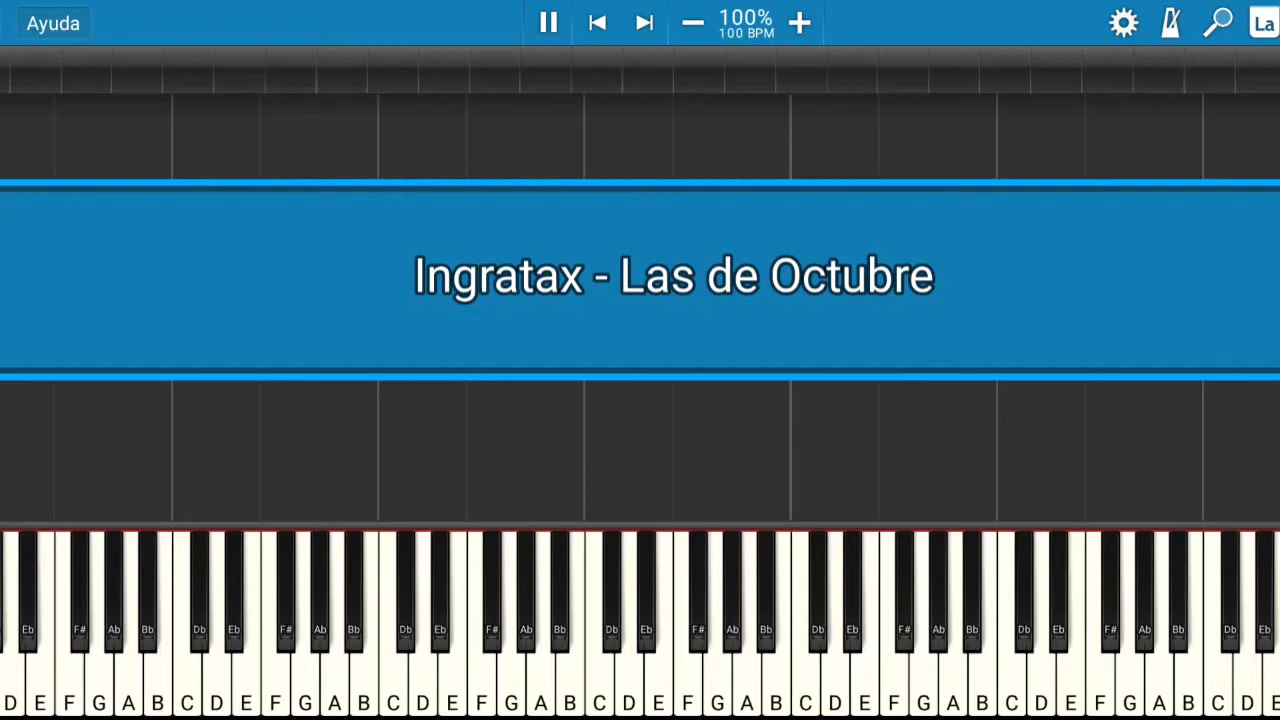 Ayuda
100%
100 BPM
La
Ingratax - Las de Octubre
Eb F# Ab Bb Db Eb F# Ab Bb Db Eb F# Ab Bb Db Eb F# Ab Bb Db Eb F# Ab Bb Db Eb F# Ab Bb Db Eb
D E F G A B C D E F G A B C D E F G A B C D E F G A B C D E F G A B C D E F G A B C D E